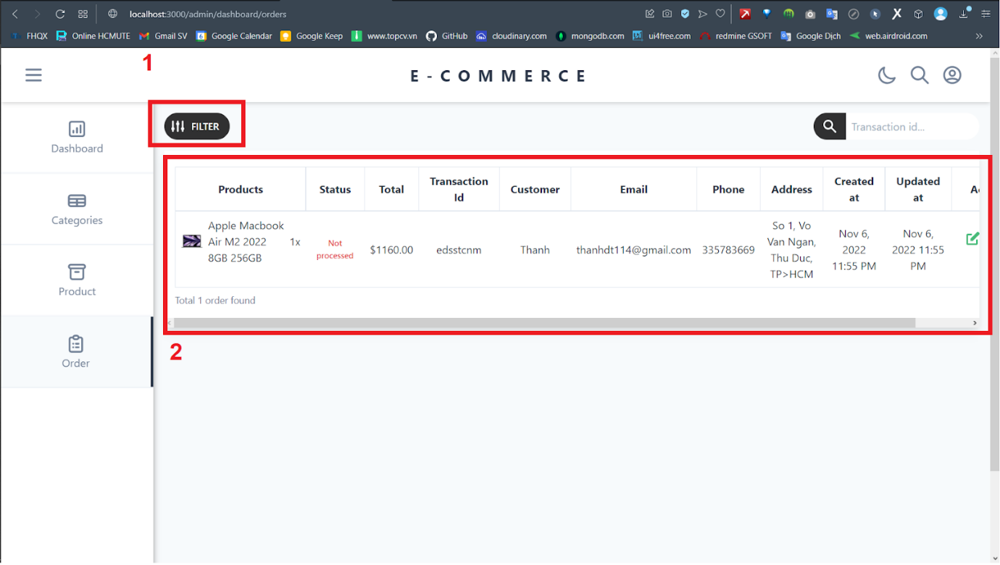 localhost:3000/admin/dashboard/orders
FHQX Online HCMUTE Gmail SV Google Calendar Google Keep www.topcv.vn GitHub cloudinary.com mongodb.com ui4free.com redmine GSOFT Google Dịch web.airdroid.com
1
E-COMMERCE
FILTER
Transaction id...
Dashboard
Categories
Product
Order
Products Status Total Transaction Id Customer Email Phone Address Created at Updated at
Apple Macbook
Air M2 2022
8GB 256GB
1x
Not
processed
$1160.00
edsstcnm
Thanh
thanhdt114@gmail.com
335783669
So 1, Vo
Van Ngan,
Thu Duc,
TP>HCM
Nov 6,
2022
11:55 PM
Nov 6,
2022 11:55
PM
Total 1 order found
2